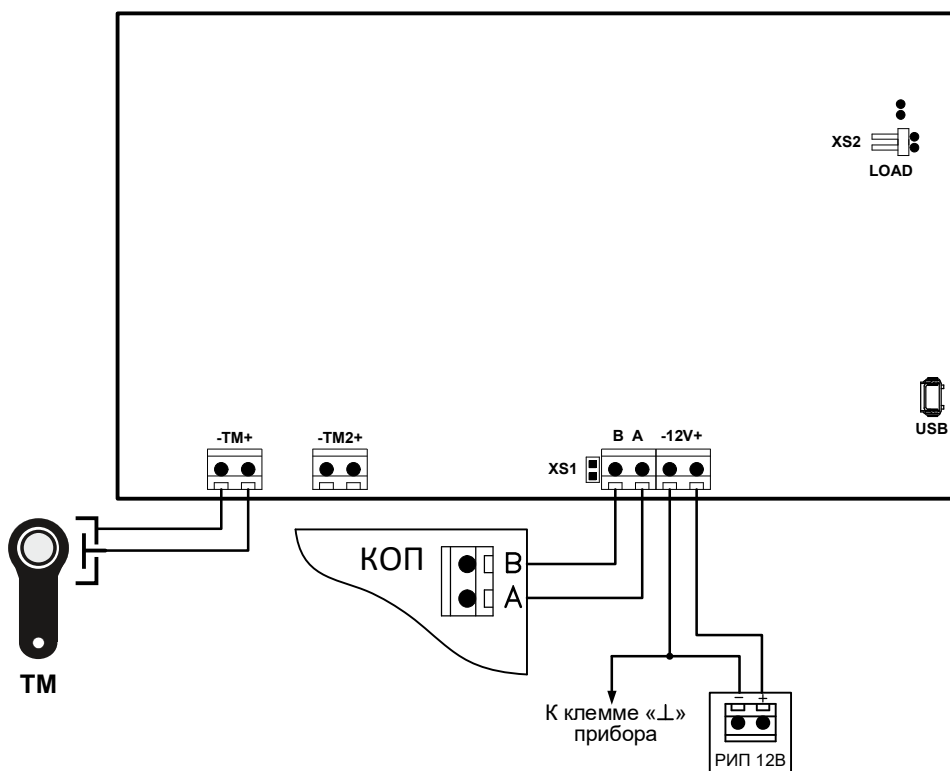 XS2
LOAD
USB
-TM+
-TM2+
XS1
B A
-12V+
КОП
B
A
TM
К клемме «⊥»
прибора
– +
РИП 12В